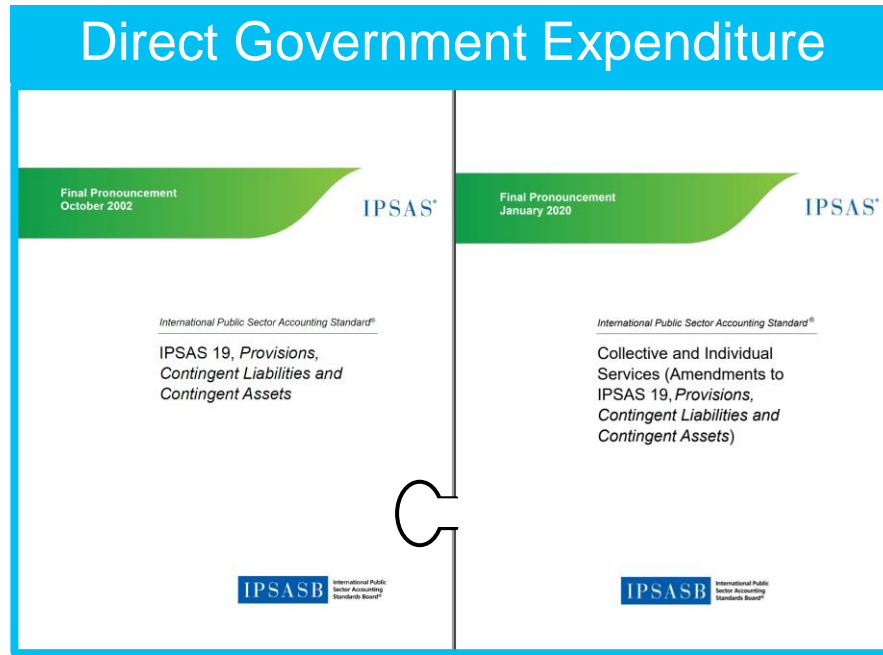 Direct Government Expenditure
Final Pronouncement
October 2002
IPSAS®
International Public Sector Accounting Standard®
IPSAS 19, Provisions,
Contingent Liabilities and
Contingent Assets
IPSASB
International Public
Sector Accounting
Standards Board®
Final Pronouncement
January 2020
IPSAS®
International Public Sector Accounting Standard®
Collective and Individual
Services (Amendments to
IPSAS 19, Provisions,
Contingent Liabilities and
Contingent Assets)
IPSASB
International Public
Sector Accounting
Standards Board®